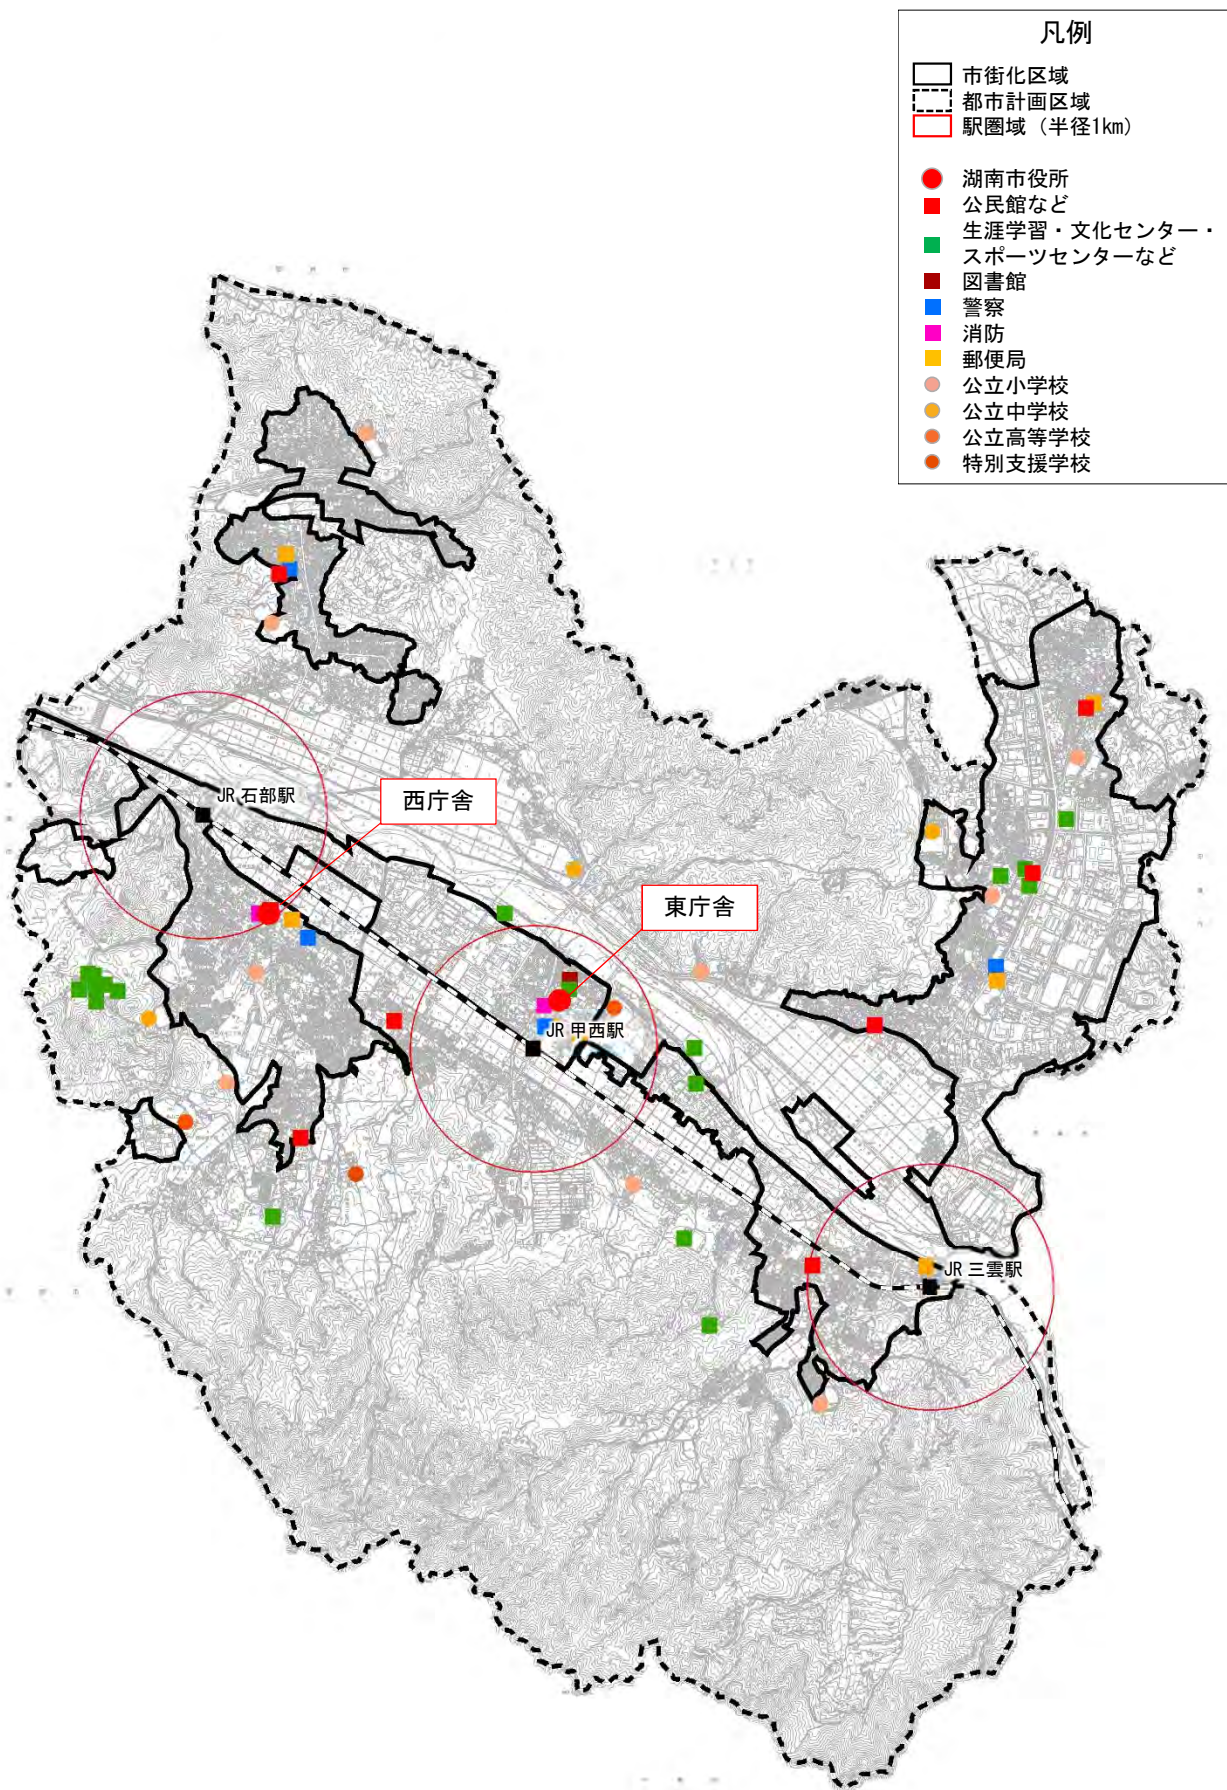 凡例
市街化区域
都市計画区域
駅圏域（半径1km）
湖南市役所
公民館など
生涯学習・文化センター・
スポーツセンターなど
図書館
警察
消防
郵便局
公立小学校
公立中学校
公立高等学校
特別支援学校
JR 石部駅
西庁舎
東庁舎
JR 甲西駅
JR 三雲駅